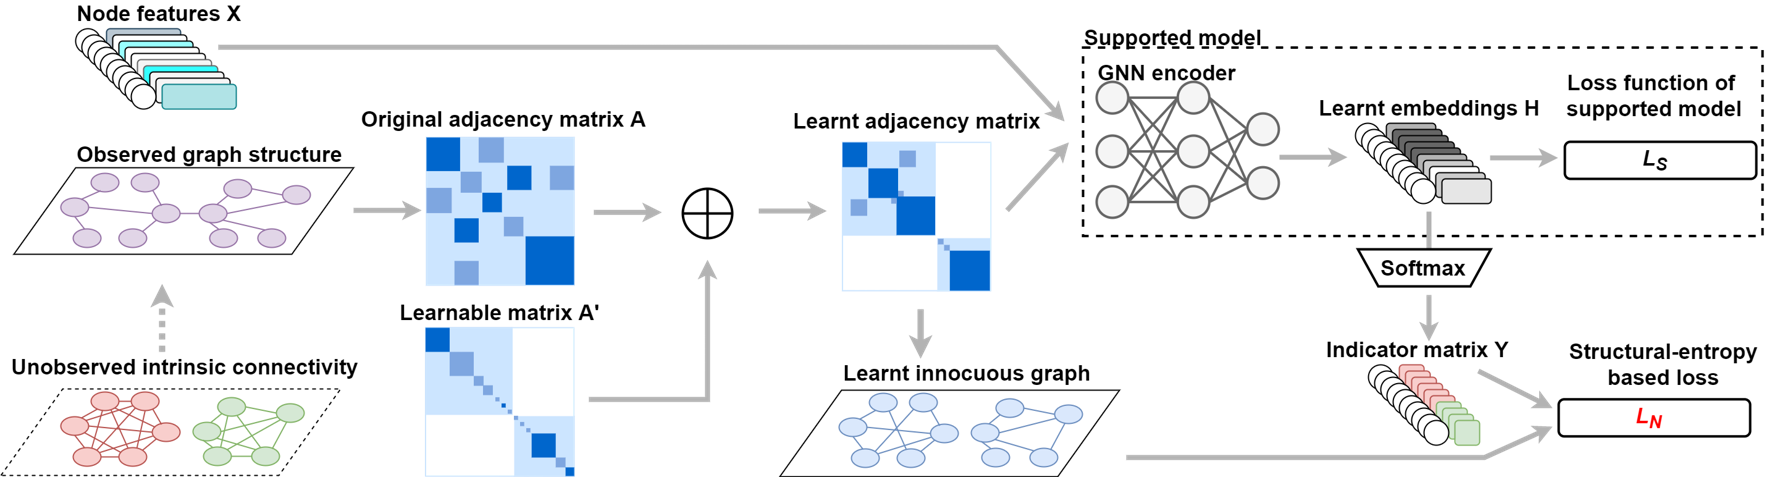 Node features X
Supported model
GNN encoder
Learnt embeddings H
Loss function of
supported model
Original adjacency matrix A
Learnt adjacency matrix
Observed graph structure
L_S
Softmax
Learnable matrix A'
Unobserved intrinsic connectivity
Learnt innocuous graph
Indicator matrix Y
Structural-entropy
based loss
L_N